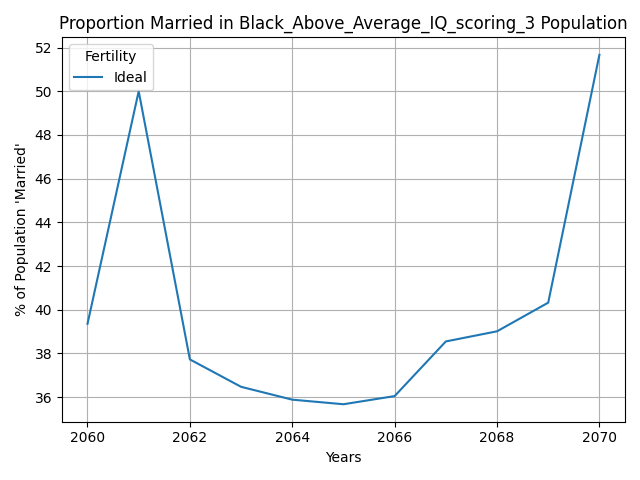 Proportion Married in Black_Above_Average_IQ_scoring_3 Population
% of Population 'Married'
52
50
48
46
44
42
40
38
36
Fertility
Ideal
2060 2062 2064 2066 2068 2070
Years